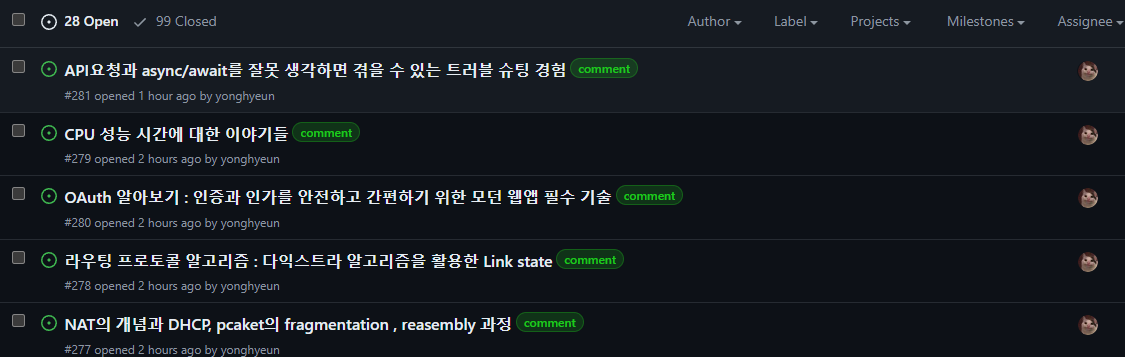 28 Open 99 Closed Author Label Projects Milestones Assignee
API요청과 async/await를 잘못 생각하면 겪을 수 있는 트러블 슈팅 경험 comment
#281 opened 1 hour ago by yonghyeun
CPU 성능 시간에 대한 이야기들 comment
#279 opened 2 hours ago by yonghyeun
OAuth 알아보기 : 인증과 인가를 안전하고 간편하기 위한 모던 웹앱 필수 기술 comment
#280 opened 2 hours ago by yonghyeun
라우팅 프로토콜 알고리즘 : 다익스트라 알고리즘을 활용한 Link state comment
#278 opened 2 hours ago by yonghyeun
NAT의 개념과 DHCP, pcaket의 fragmentation , reasembly 과정 comment
#277 opened 2 hours ago by yonghyeun